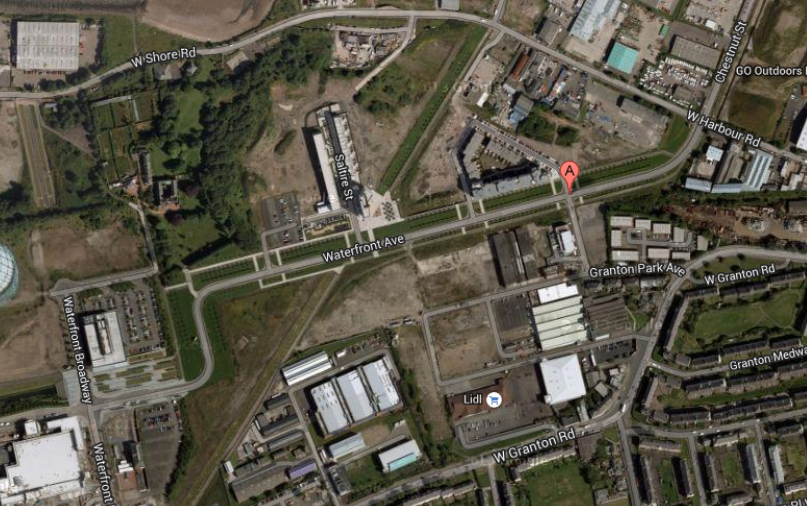 W Shore Rd
Chestnut St
GO Outdoors
W Harbour Rd
A
Saltire St
Waterfront Ave
Granton Park Ave
W Granton Rd
Waterfront Broadway
Granton Medwa
Lidl
W Granton Rd
Waterfront